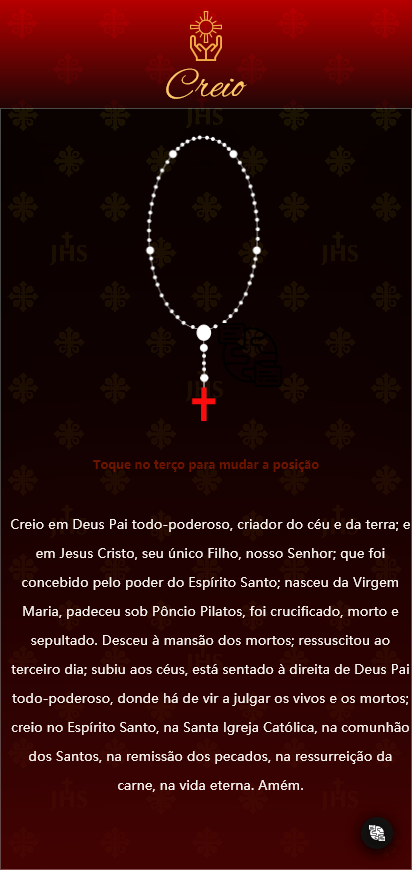 Creio
JHS
JHS
JHS
JHS
Toque no terço para mudar a posição
Creio em Deus Pai todo-poderoso, criador do céu e da terra; e
em Jesus Cristo, seu único Filho, nosso Senhor; que foi
concebido pelo poder do Espírito Santo; nasceu da Virgem
Maria, padeceu sob Pôncio Pilatos, foi crucificado, morto e
sepultado. Desceu à mansão dos mortos; ressuscitou ao
terceiro dia; subiu aos céus, está sentado à direita de Deus Pai
todo-poderoso, donde há de vir a julgar os vivos e os mortos;
creio no Espírito Santo, na Santa Igreja Católica, na comunhão
dos Santos, na remissão dos pecados, na ressurreição da
carne, na vida eterna. Amém.
JHS
JHS